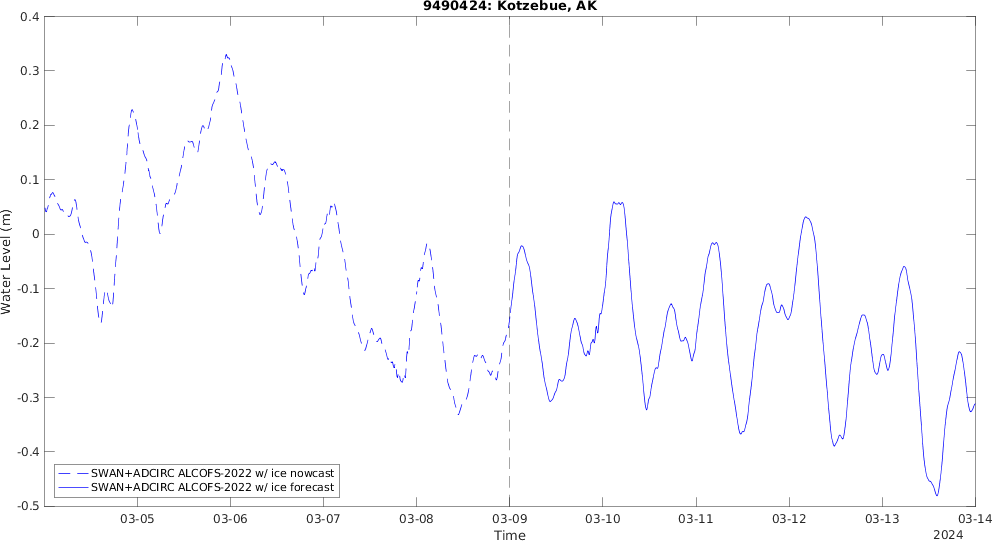 9490424: Kotzebue, AK
0.4
0.3
0.2
0.1
0
-0.1
-0.2
-0.3
-0.4
-0.5
Water Level (m)
SWAN+ADCIRC ALCOFS-2022 w/ ice nowcast
SWAN+ADCIRC ALCOFS-2022 w/ ice forecast
03-05 03-06 03-07 03-08 03-09 03-10 03-11 03-12 03-13 03-14
Time
2024